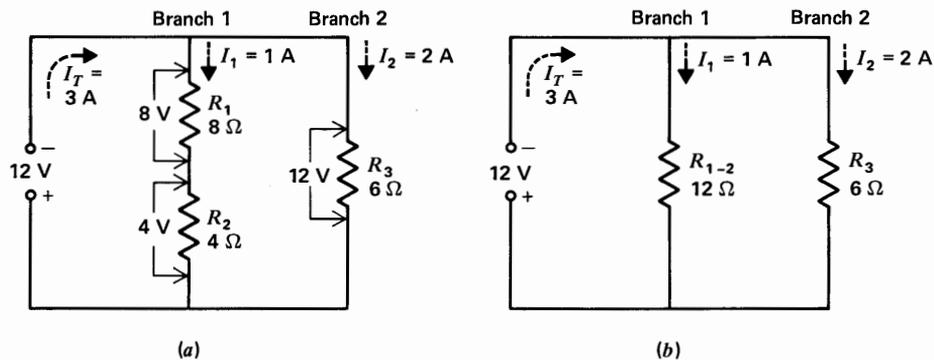 Branch 1
Branch 2
I_T =
3 A
I_1 = 1 A
I_2 = 2 A
8 V
R_1
8 Ω
12 V
−
+
4 V
R_2
4 Ω
12 V
R_3
6 Ω
(a)
Branch 1
Branch 2
I_T =
3 A
I_1 = 1 A
I_2 = 2 A
12 V
−
+
R_1–2
12 Ω
R_3
6 Ω
(b)